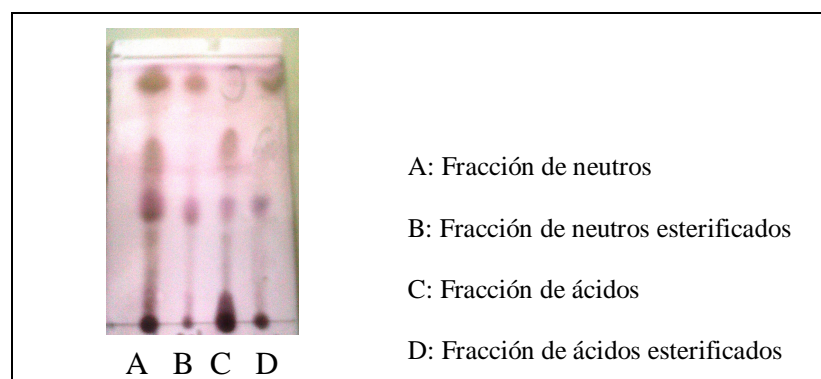 A: Fracción de neutros
B: Fracción de neutros esterificados
C: Fracción de ácidos
D: Fracción de ácidos esterificados
A B C D